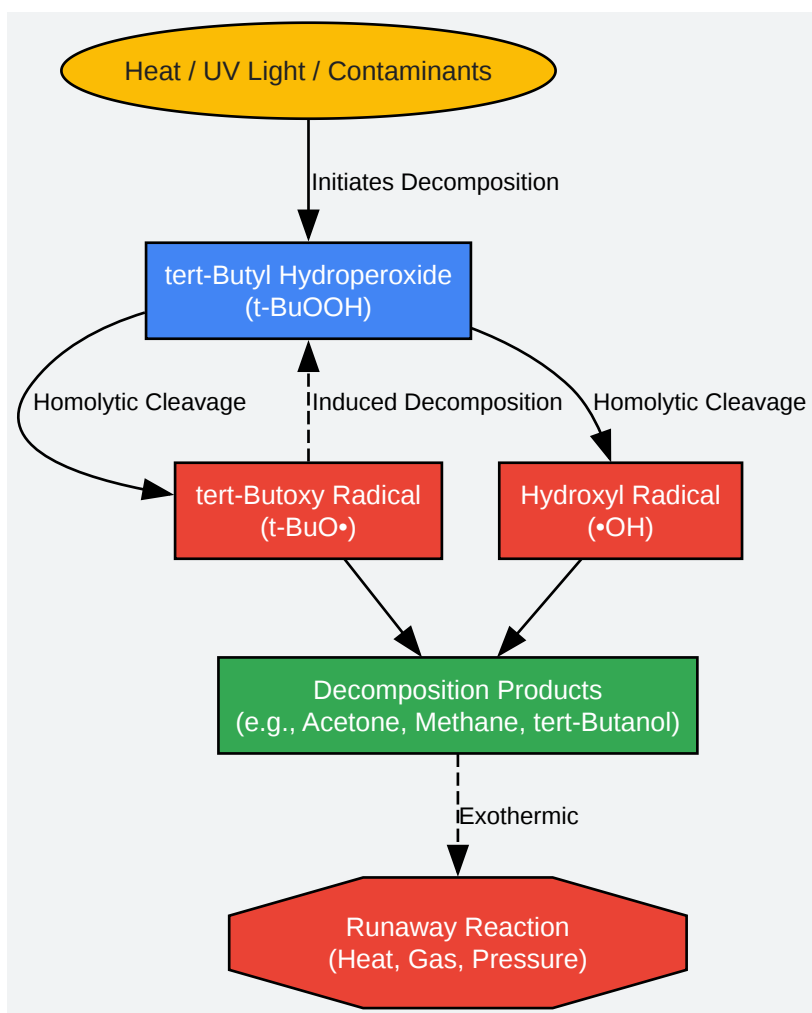 Heat / UV Light / Contaminants
Initiates Decomposition
tert-Butyl Hydroperoxide
(t-BuOOH)
Homolytic Cleavage
Induced Decomposition
Homolytic Cleavage
tert-Butoxy Radical
(t-BuO•)
Hydroxyl Radical
(•OH)
Decomposition Products
(e.g., Acetone, Methane, tert-Butanol)
Exothermic
Runaway Reaction
(Heat, Gas, Pressure)